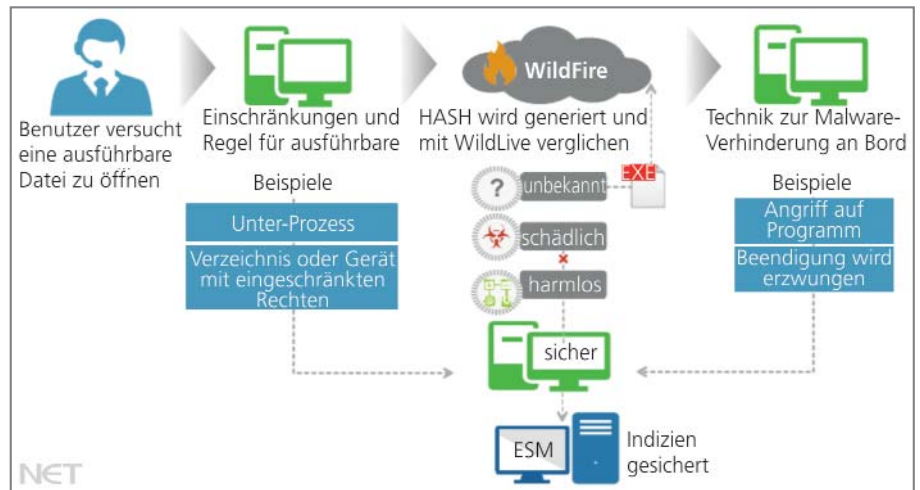 WildFire
Benutzer versucht
eine ausführbare
Datei zu öffnen
Einschränkungen und
Regel für ausführbare
HASH wird generiert und
mit WildLive verglichen
Technik zur Malware-
Verhinderung an Bord
Beispiele
Unter-Prozess
Verzeichnis oder Gerät
mit eingeschränkten
Rechten
?
unbekannt
EXE
schädlich
harmlos
Beispiele
Angriff auf
Programm
Beendigung wird
erzwungen
sicher
ESM
Indizien
gesichert
NET